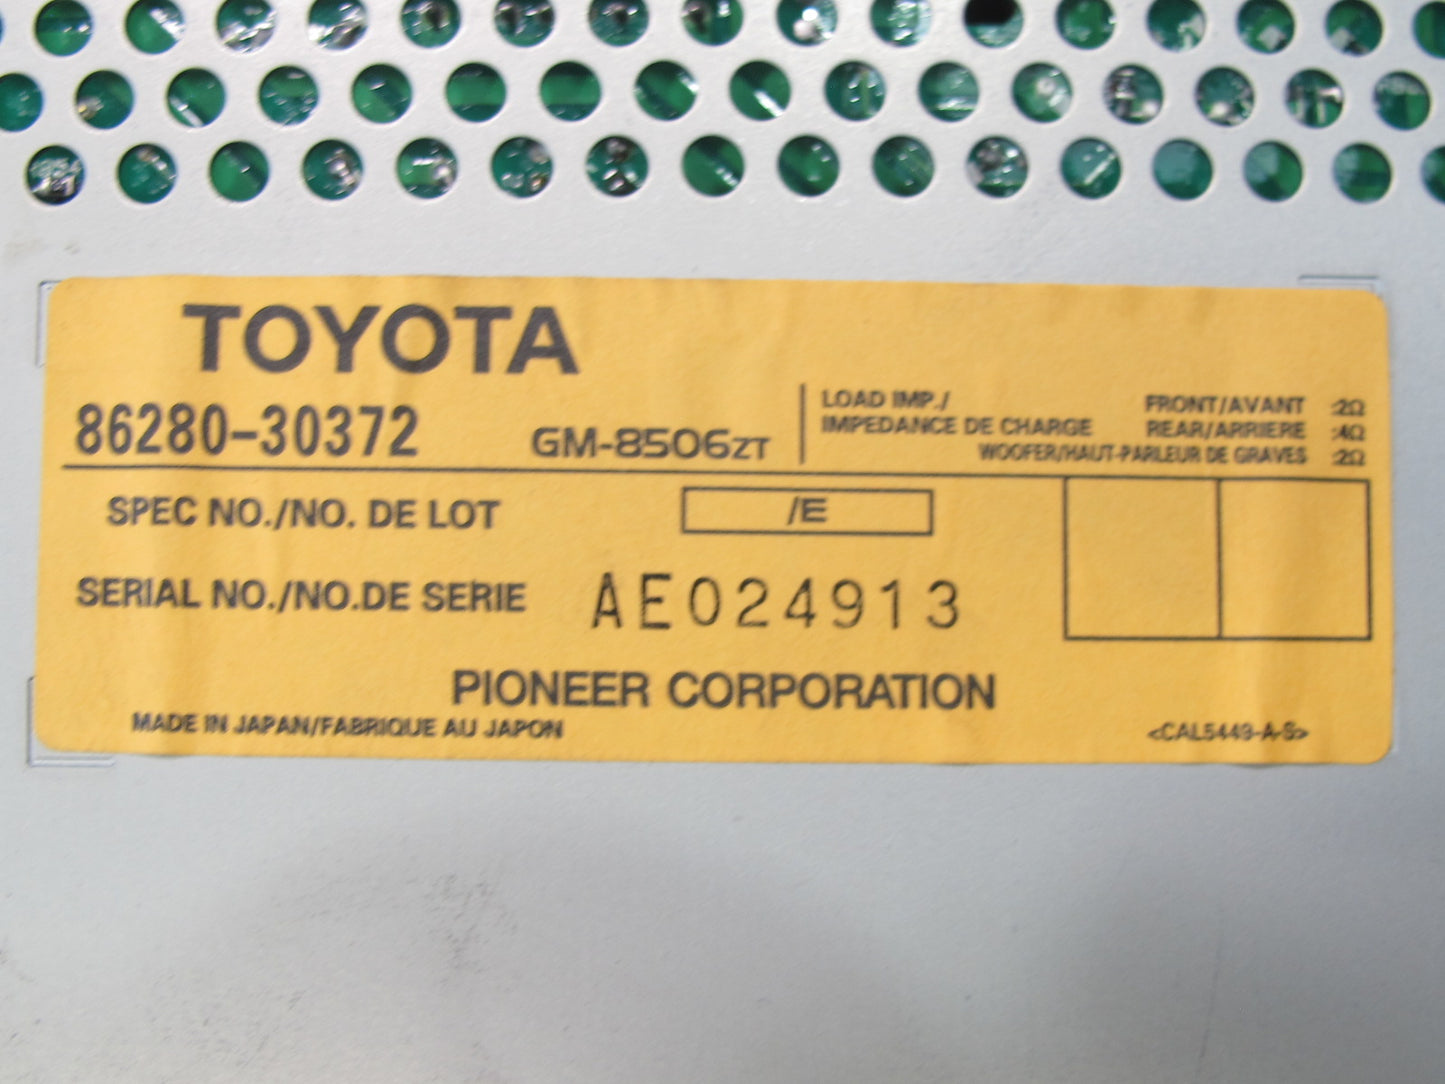 TOYOTA
86280-30372 GM-8506ZT
LOAD IMP./
IMPEDANCE DE CHARGE
FRONT/AVANT :2Ω
REAR/ARRIERE :4Ω
WOOFER/HAUT-PARLEUR DE GRAVES :2Ω
SPEC NO./NO. DE LOT /E
SERIAL NO./NO.DE SERIE AE024913
PIONEER CORPORATION
MADE IN JAPAN/FABRIQUE AU JAPON
<CAL5449-A-S>